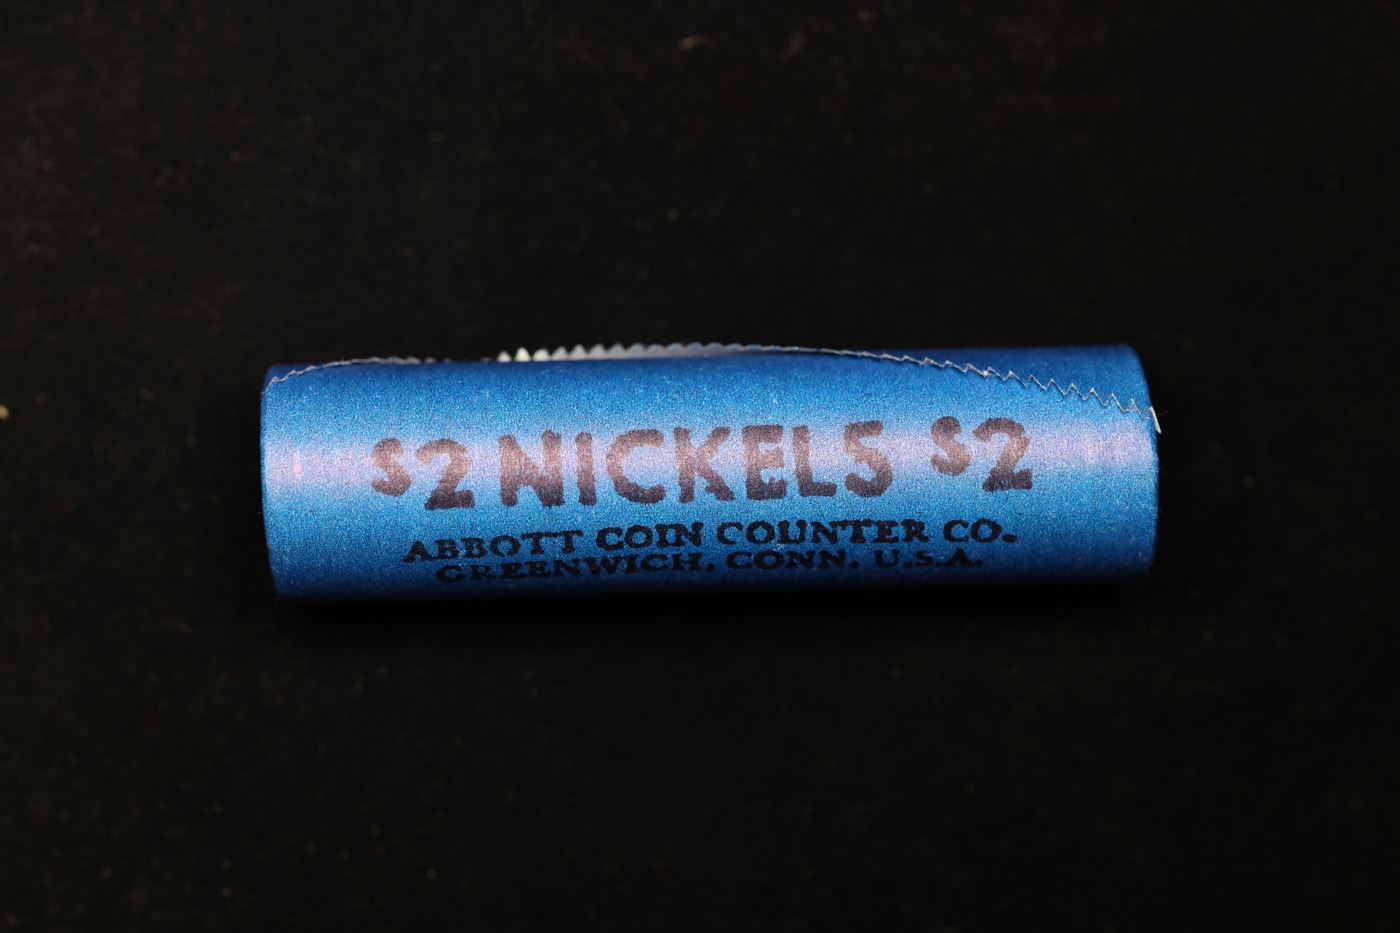 $2 NICKELS $2
ABBOTT COIN COUNTER CO.
GREENWICH, CONN. U.S.A.